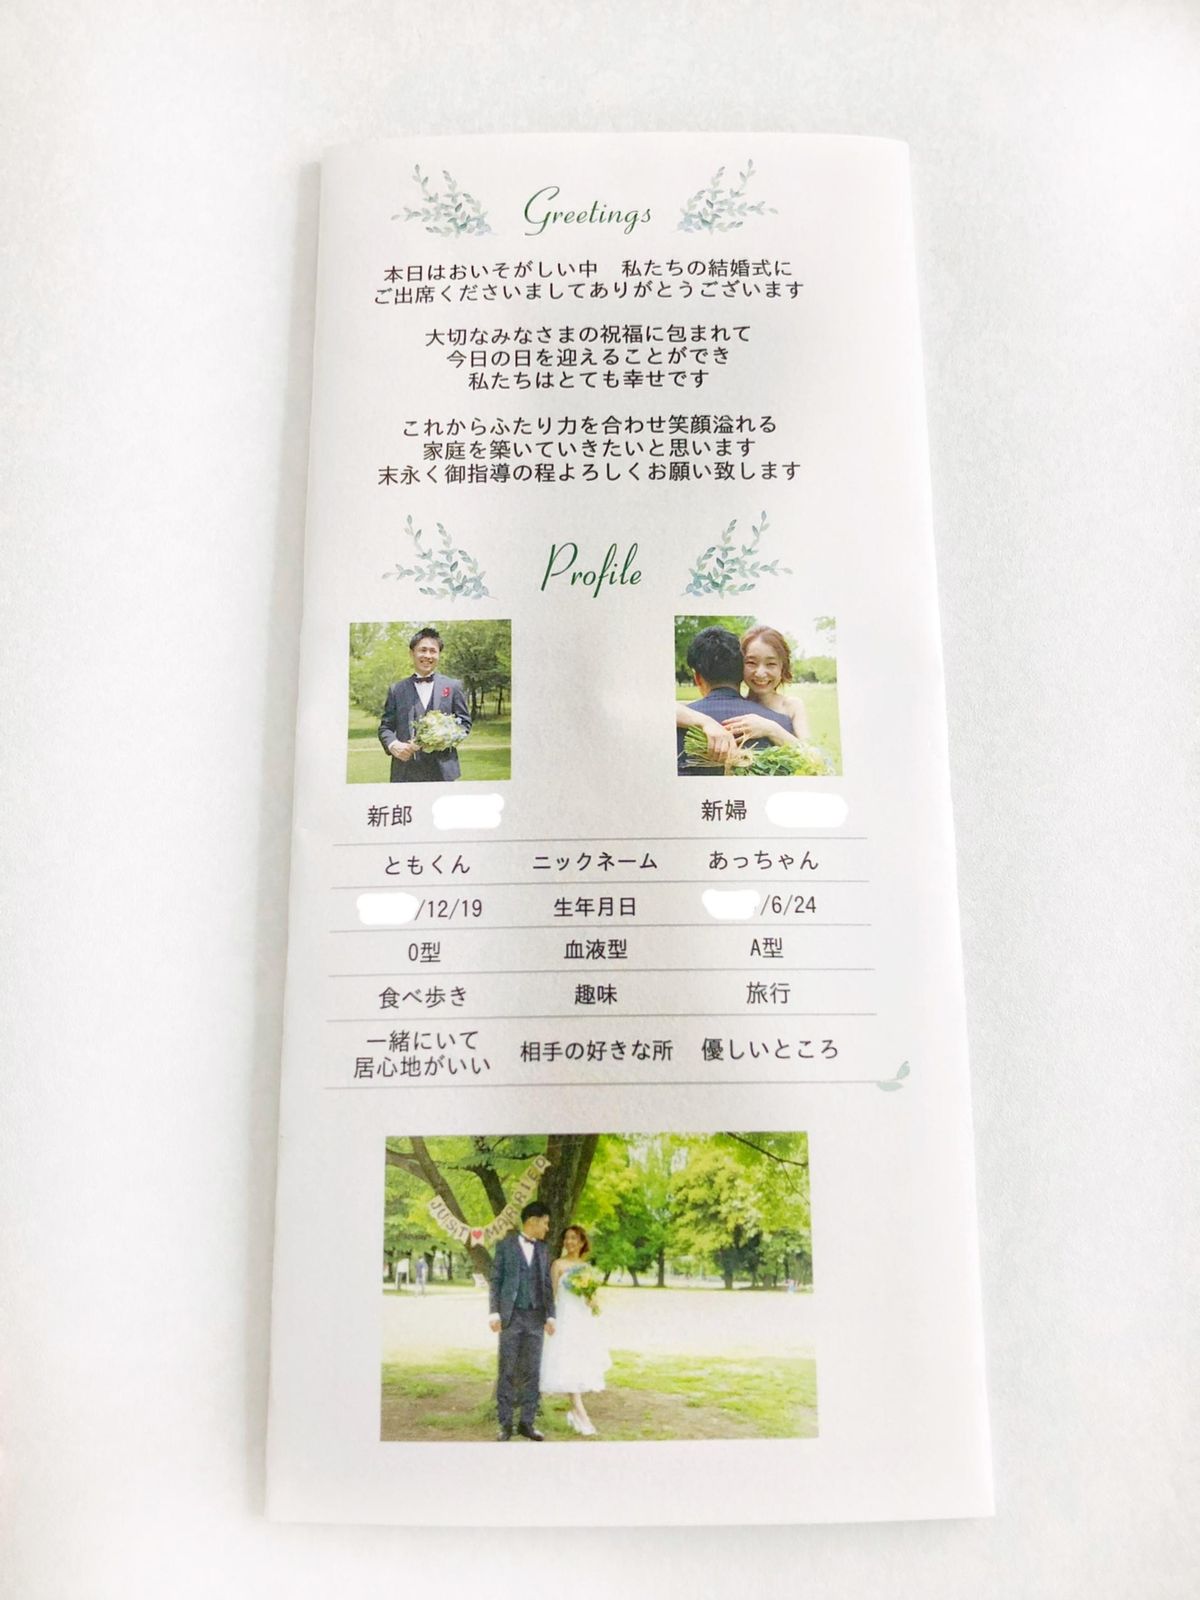 Greetings
本日はおいそがしい中　私たちの結婚式に
ご出席くださいましてありがとうございます
大切なみなさまの祝福に包まれて
今日の日を迎えることができ
私たちはとても幸せです
これからふたり力を合わせ笑顔溢れる
家庭を築いていきたいと思います
末永く御指導の程よろしくお願い致します
Profile
新郎 新婦
ともくん ニックネーム あっちゃん
/12/19 生年月日 /6/24
O型 血液型 A型
食べ歩き 趣味 旅行
一緒にいて
居心地がいい 相手の好きな所 優しいところ
JUST MARRIED